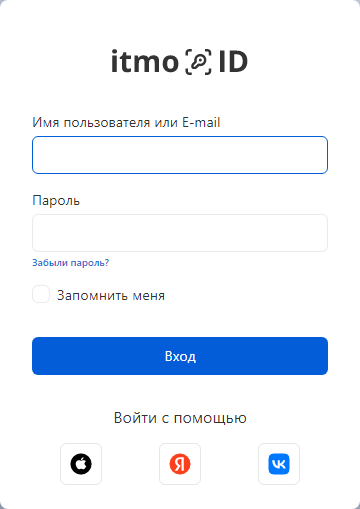 itmo ID
Имя пользователя или E-mail
Пароль
Забыли пароль?
Запомнить меня
Вход
Войти с помощью
Я